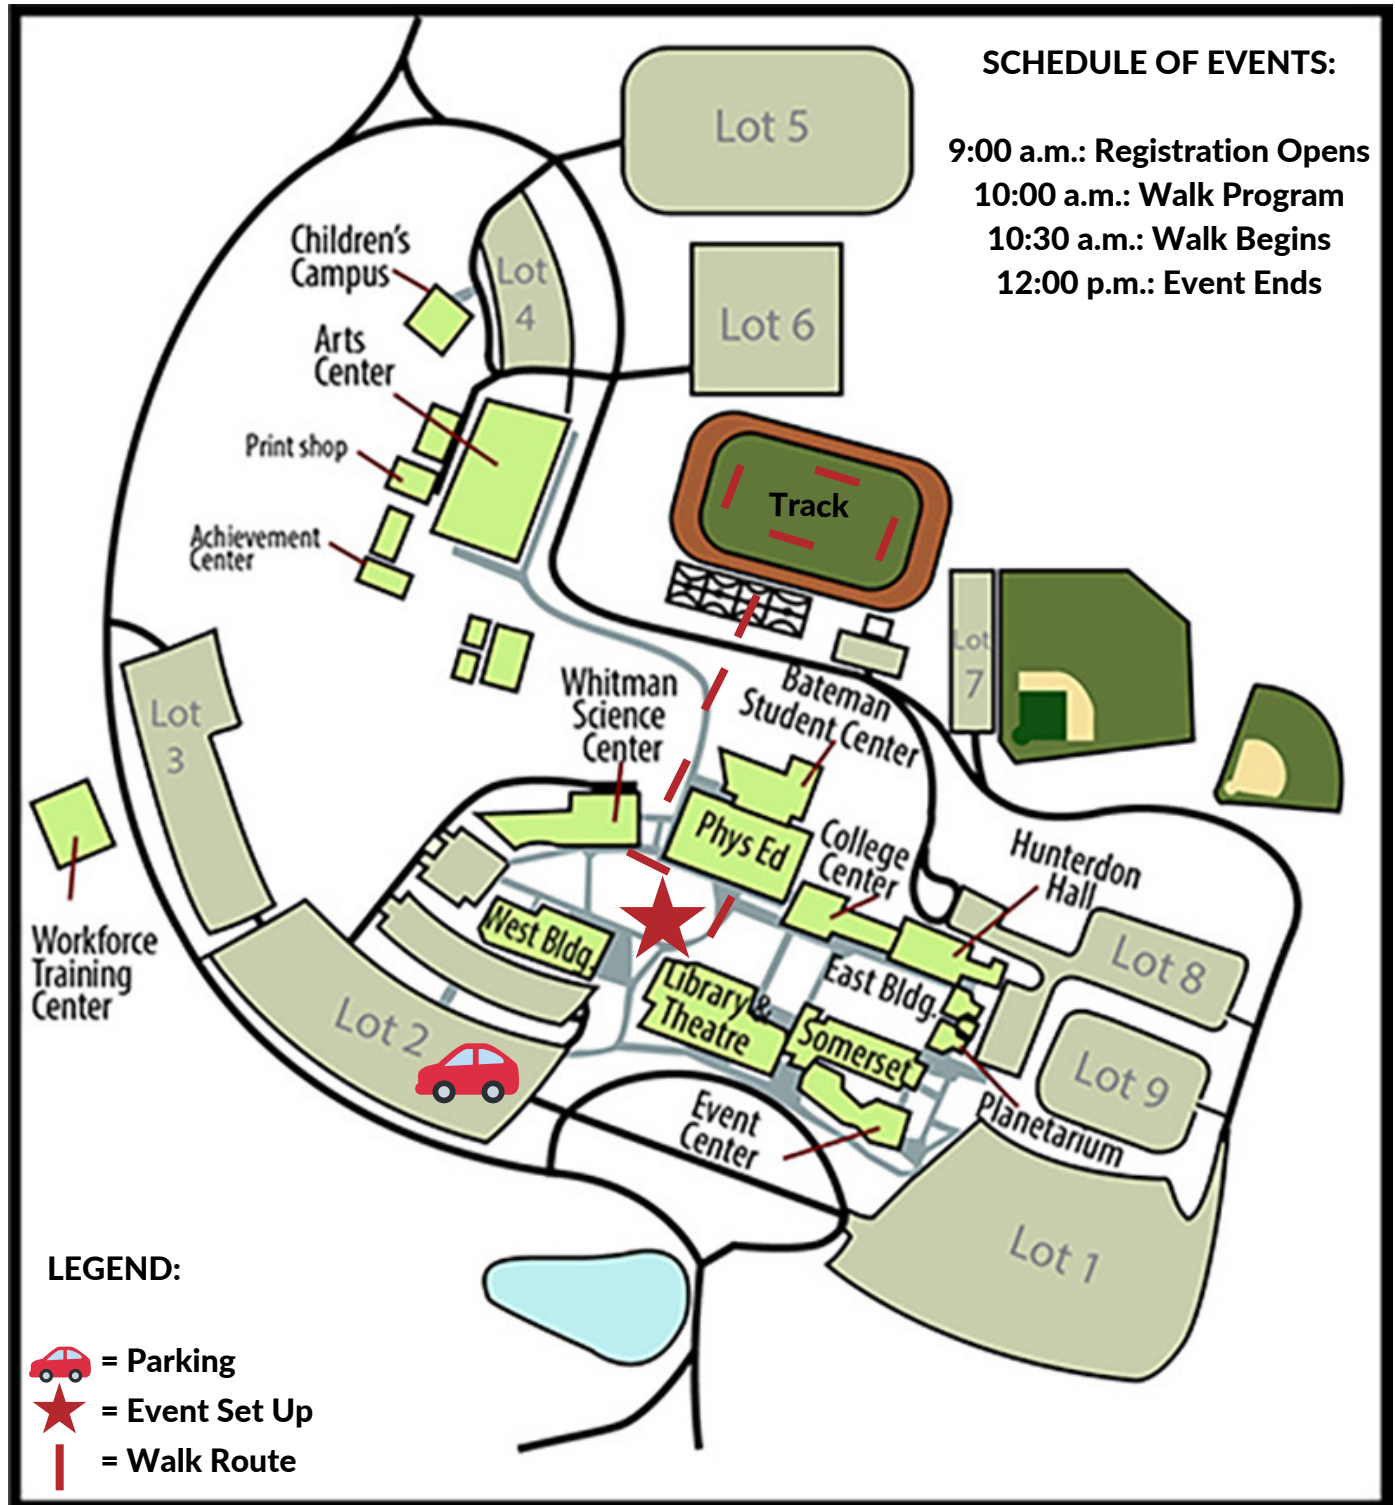 SCHEDULE OF EVENTS:
9:00 a.m.: Registration Opens
10:00 a.m.: Walk Program
10:30 a.m.: Walk Begins
12:00 p.m.: Event Ends
Lot 5
Children's
Campus
Lot
4
Lot 6
Arts
Center
Print shop
Track
Achievement
Center
Lot
7
Whitman
Science
Center
Bateman
Student Center
Lot
3
Phys Ed
College
Center
Hunterdon
Hall
West Bldg.
Workforce
Training
Center
Library &
Theatre
East Bldg.
Lot 8
Lot 2
Somerset
Lot 9
Event
Center
Planetarium
Lot 1
LEGEND:
= Parking
= Event Set Up
= Walk Route